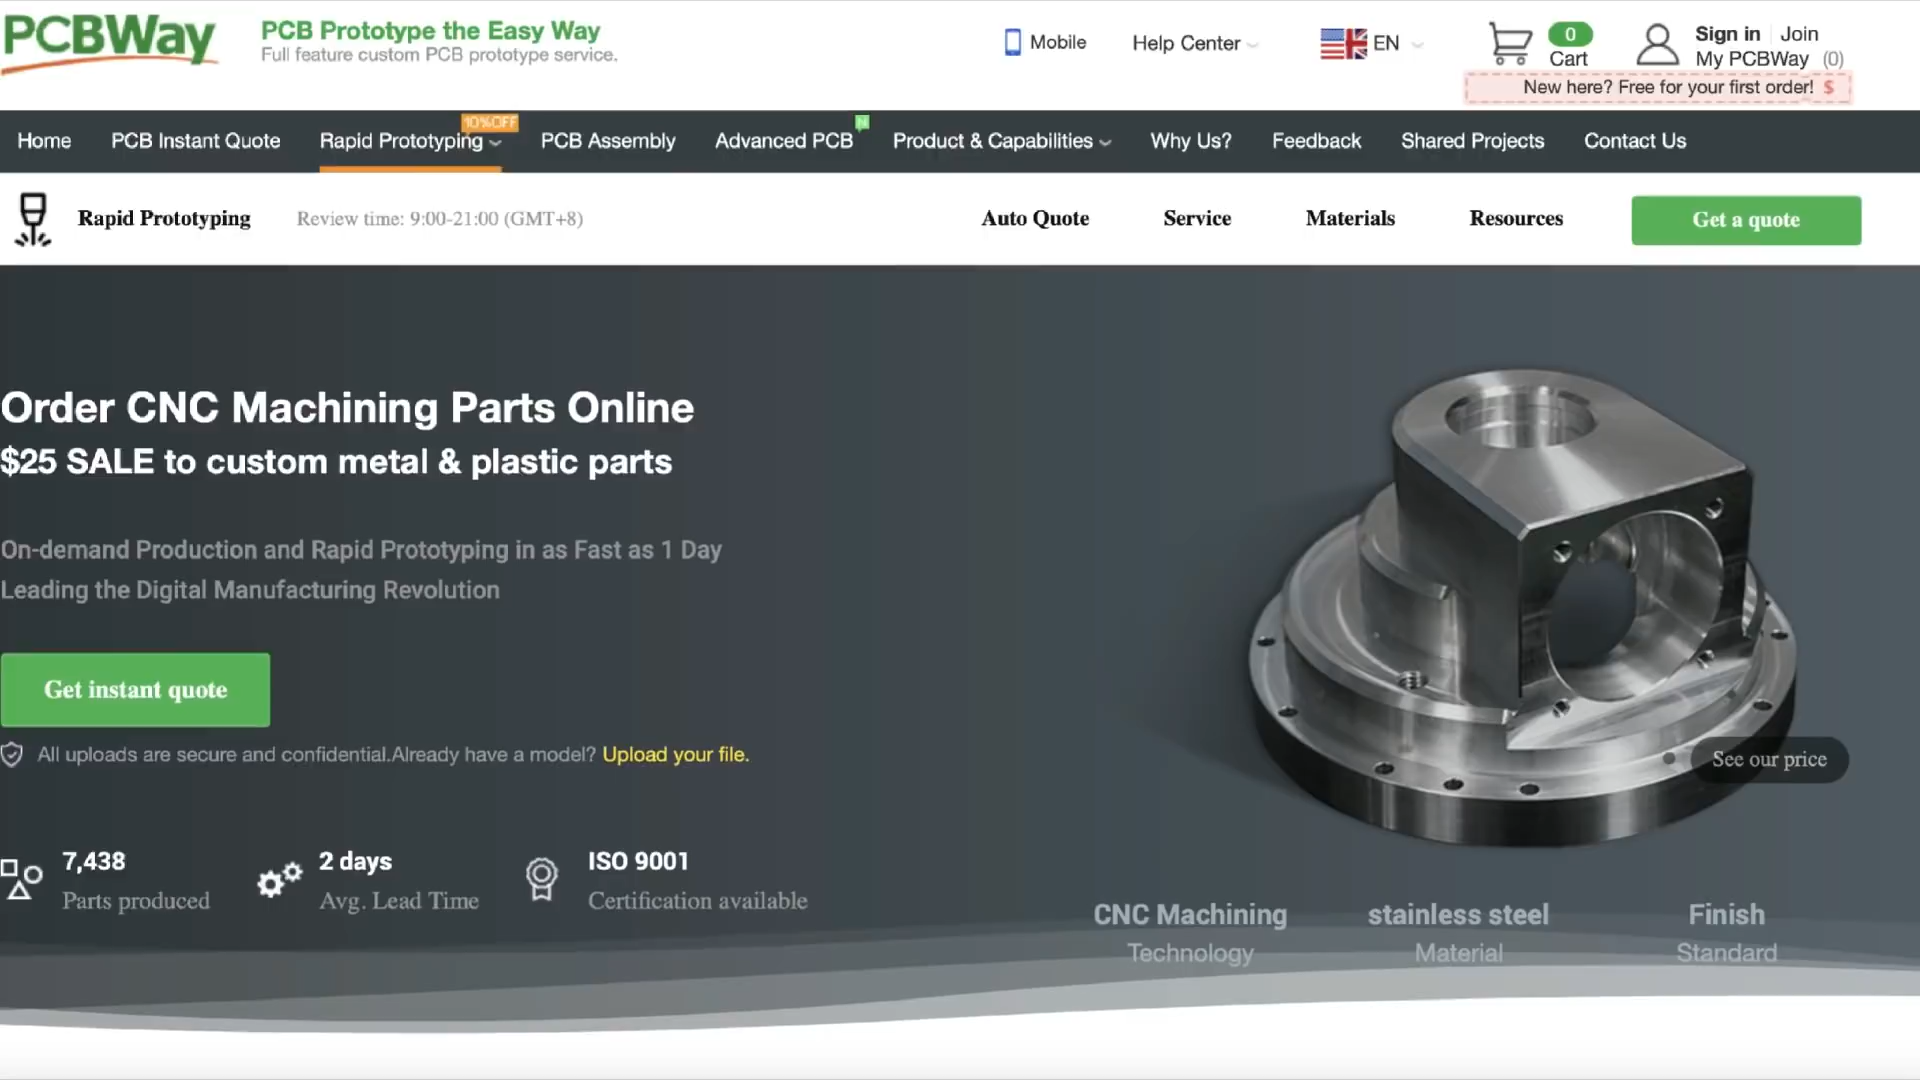 PCBWay
PCB Prototype the Easy Way
Full feature custom PCB prototype service.
Mobile
Help Center
EN
0
Cart
Sign in
Join
My PCBWay (0)
New here? Free for your first order! $
Home
PCB Instant Quote
Rapid Prototyping
10%OFF
PCB Assembly
Advanced PCB
N
Product & Capabilities
Why Us?
Feedback
Shared Projects
Contact Us
Rapid Prototyping
Review time: 9:00-21:00 (GMT+8)
Auto Quote
Service
Materials
Resources
Get a quote
Order CNC Machining Parts Online
$25 SALE to custom metal & plastic parts
On-demand Production and Rapid Prototyping in as Fast as 1 Day
Leading the Digital Manufacturing Revolution
Get instant quote
All uploads are secure and confidential.Already have a model? Upload your file.
See our price
7,438
Parts produced
2 days
Avg. Lead Time
ISO 9001
Certification available
CNC Machining
Technology
stainless steel
Material
Finish
Standard